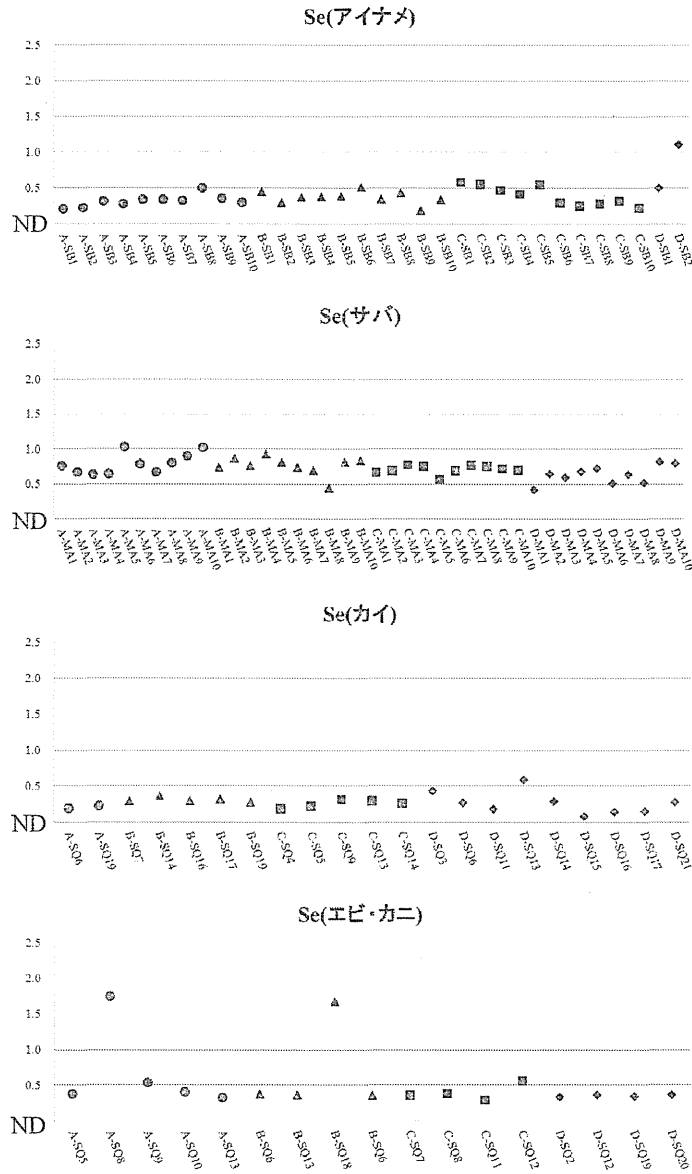 Se(アイナメ)
2.5
2.0
1.5
1.0
0.5
ND
A-SB1 A-SB2 A-SB3 A-SB4 A-SB5 A-SB6 A-SB7 A-SB8 A-SB9 A-SB10 B-SB1 B-SB2 B-SB3 B-SB4 B-SB5 B-SB6 B-SB7 B-SB8 B-SB9 B-SB10 C-SB1 C-SB2 C-SB3 C-SB4 C-SB5 C-SB6 C-SB7 C-SB8 C-SB9 C-SB10 D-SB1 D-SB2
Se(サバ)
2.5
2.0
1.5
1.0
0.5
ND
A-MA1 A-MA2 A-MA3 A-MA4 A-MA5 A-MA6 A-MA7 A-MA8 A-MA9 A-MA10 B-MA1 B-MA2 B-MA3 B-MA4 B-MA5 B-MA6 B-MA7 B-MA8 B-MA9 B-MA10 C-MA1 C-MA2 C-MA3 C-MA4 C-MA5 C-MA6 C-MA7 C-MA8 C-MA9 C-MA10 D-MA1 D-MA2 D-MA3 D-MA4 D-MA5 D-MA6 D-MA7 D-MA8 D-MA9 D-MA10
Se(カイ)
2.5
2.0
1.5
1.0
0.5
ND
A-SQ6 A-SQ19 B-SQ7 B-SQ14 B-SQ16 B-SQ17 B-SQ19 C-SQ4 C-SQ5 C-SQ9 C-SQ13 C-SQ14 D-SQ3 D-SQ6 D-SQ11 D-SQ13 D-SQ14 D-SQ15 D-SQ16 D-SQ17 D-SQ21
Se(エビ・カニ)
2.5
2.0
1.5
1.0
0.5
ND
A-SQ5 A-SQ8 A-SQ9 A-SQ10 A-SQ13 B-SQ6 B-SQ13 B-SQ18 B-SQ6 C-SQ7 C-SQ8 C-SQ11 C-SQ12 D-SQ2 D-SQ12 D-SQ19 D-SQ20